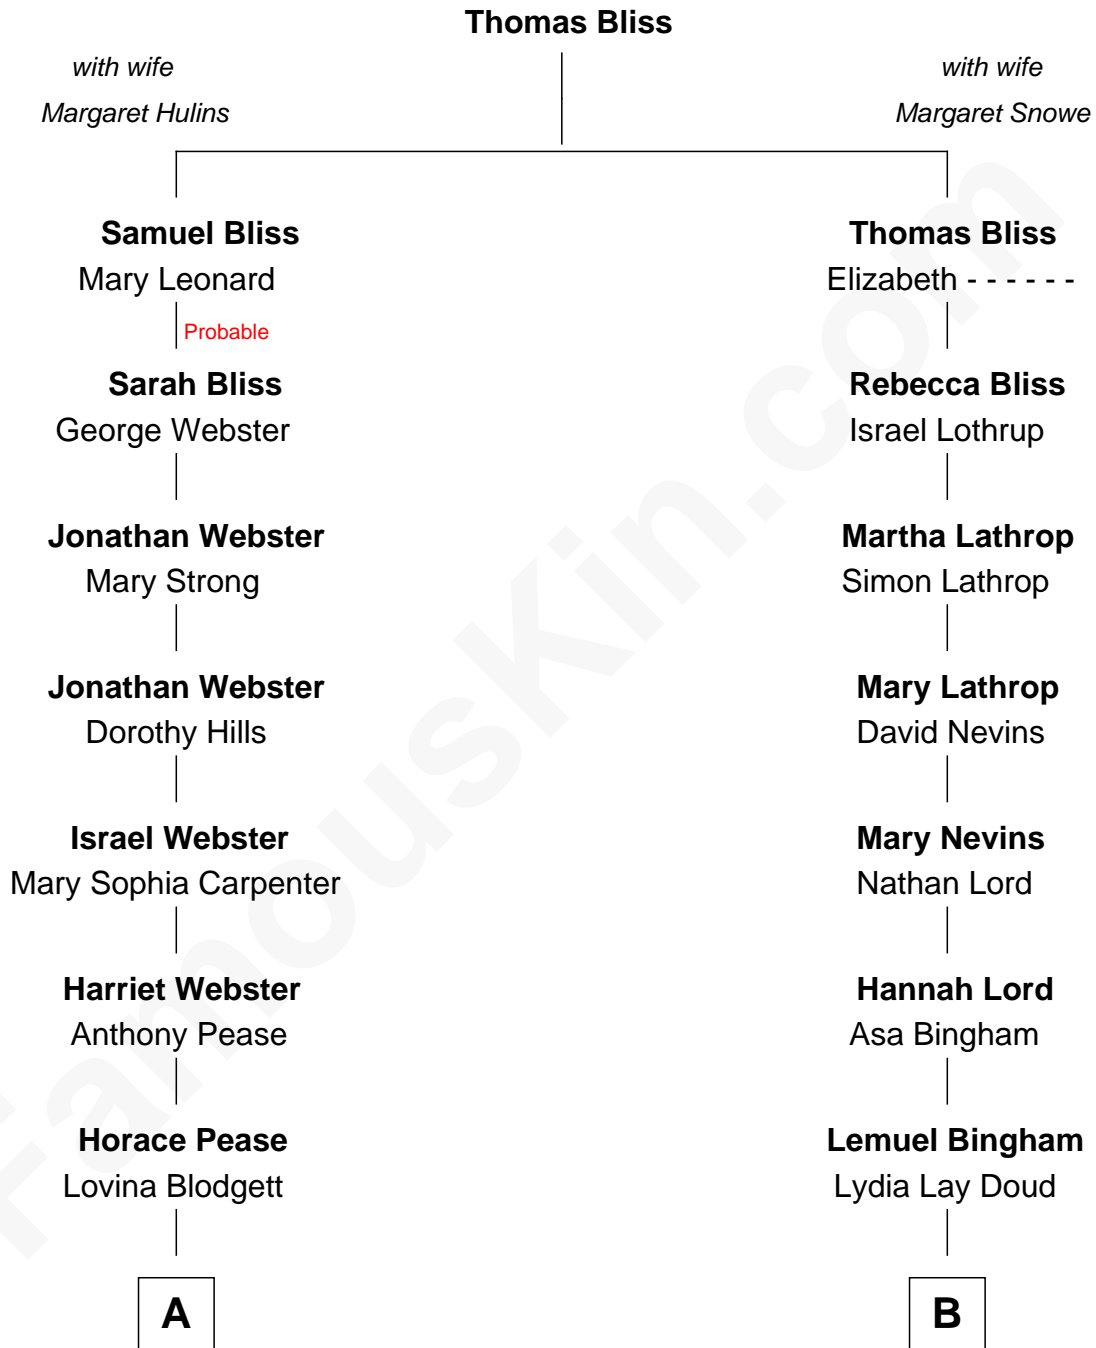 Thomas Bliss
with wife
Margaret Hulins
with wife
Margaret Snowe
Samuel Bliss
Mary Leonard
Probable
Sarah Bliss
George Webster
Jonathan Webster
Mary Strong
Jonathan Webster
Dorothy Hills
Israel Webster
Mary Sophia Carpenter
Harriet Webster
Anthony Pease
Horace Pease
Lovina Blodgett
A
Thomas Bliss
Elizabeth - - - - - -
Rebecca Bliss
Israel Lothrup
Martha Lathrop
Simon Lathrop
Mary Lathrop
David Nevins
Mary Nevins
Nathan Lord
Hannah Lord
Asa Bingham
Lemuel Bingham
Lydia Lay Doud
B
FamousKin.com